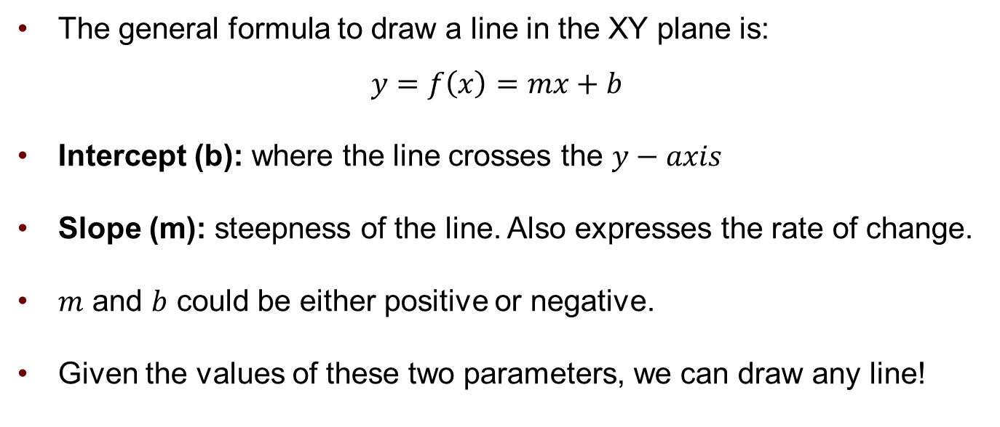 • The general formula to draw a line in the XY plane is:
y = f(x) = mx + b
• Intercept (b): where the line crosses the y − axis
• Slope (m): steepness of the line. Also expresses the rate of change.
• m and b could be either positive or negative.
• Given the values of these two parameters, we can draw any line!